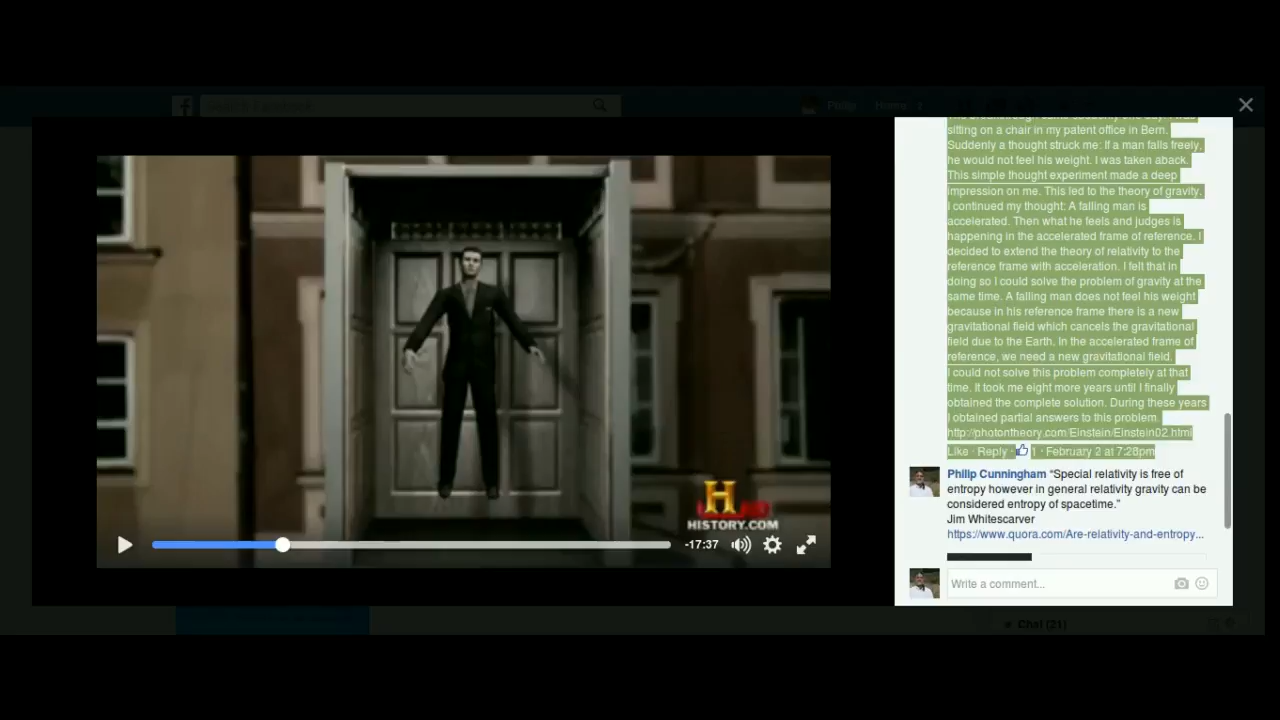 Philip
Home 2
sitting on a chair in my patent office in Bern.
Suddenly a thought struck me: If a man falls freely,
he would not feel his weight. I was taken aback.
This simple thought experiment made a deep
impression on me. This led to the theory of gravity.
I continued my thought: A falling man is
accelerated. Then what he feels and judges is
happening in the accelerated frame of reference. I
decided to extend the theory of relativity to the
reference frame with acceleration. I felt that in
doing so I could solve the problem of gravity at the
same time. A falling man does not feel his weight
because in his reference frame there is a new
gravitational field which cancels the gravitational
field due to the Earth. In the accelerated frame of
reference, we need a new gravitational field.
I could not solve this problem completely at that
time. It took me eight more years until I finally
obtained the complete solution. During these years
I obtained partial answers to this problem.
http://photontheory.com/Einstein/Einstein02.html
Like · Reply · 1 · February 2 at 7:28pm
Philip Cunningham “Special relativity is free of
entropy however in general relativity gravity can be
considered entropy of spacetime.”
Jim Whitescarver
https://www.quora.com/Are-relativity-and-entropy...
Write a comment...
Chat (21)
H
HISTORY.COM
-17:37